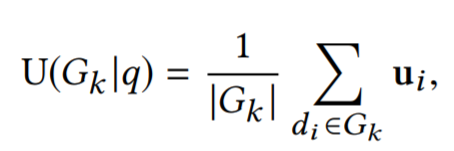 U(G_k|q) = \frac{1}{|G_k|} \sum_{d_i \in G_k} \mathbf{u}_i,